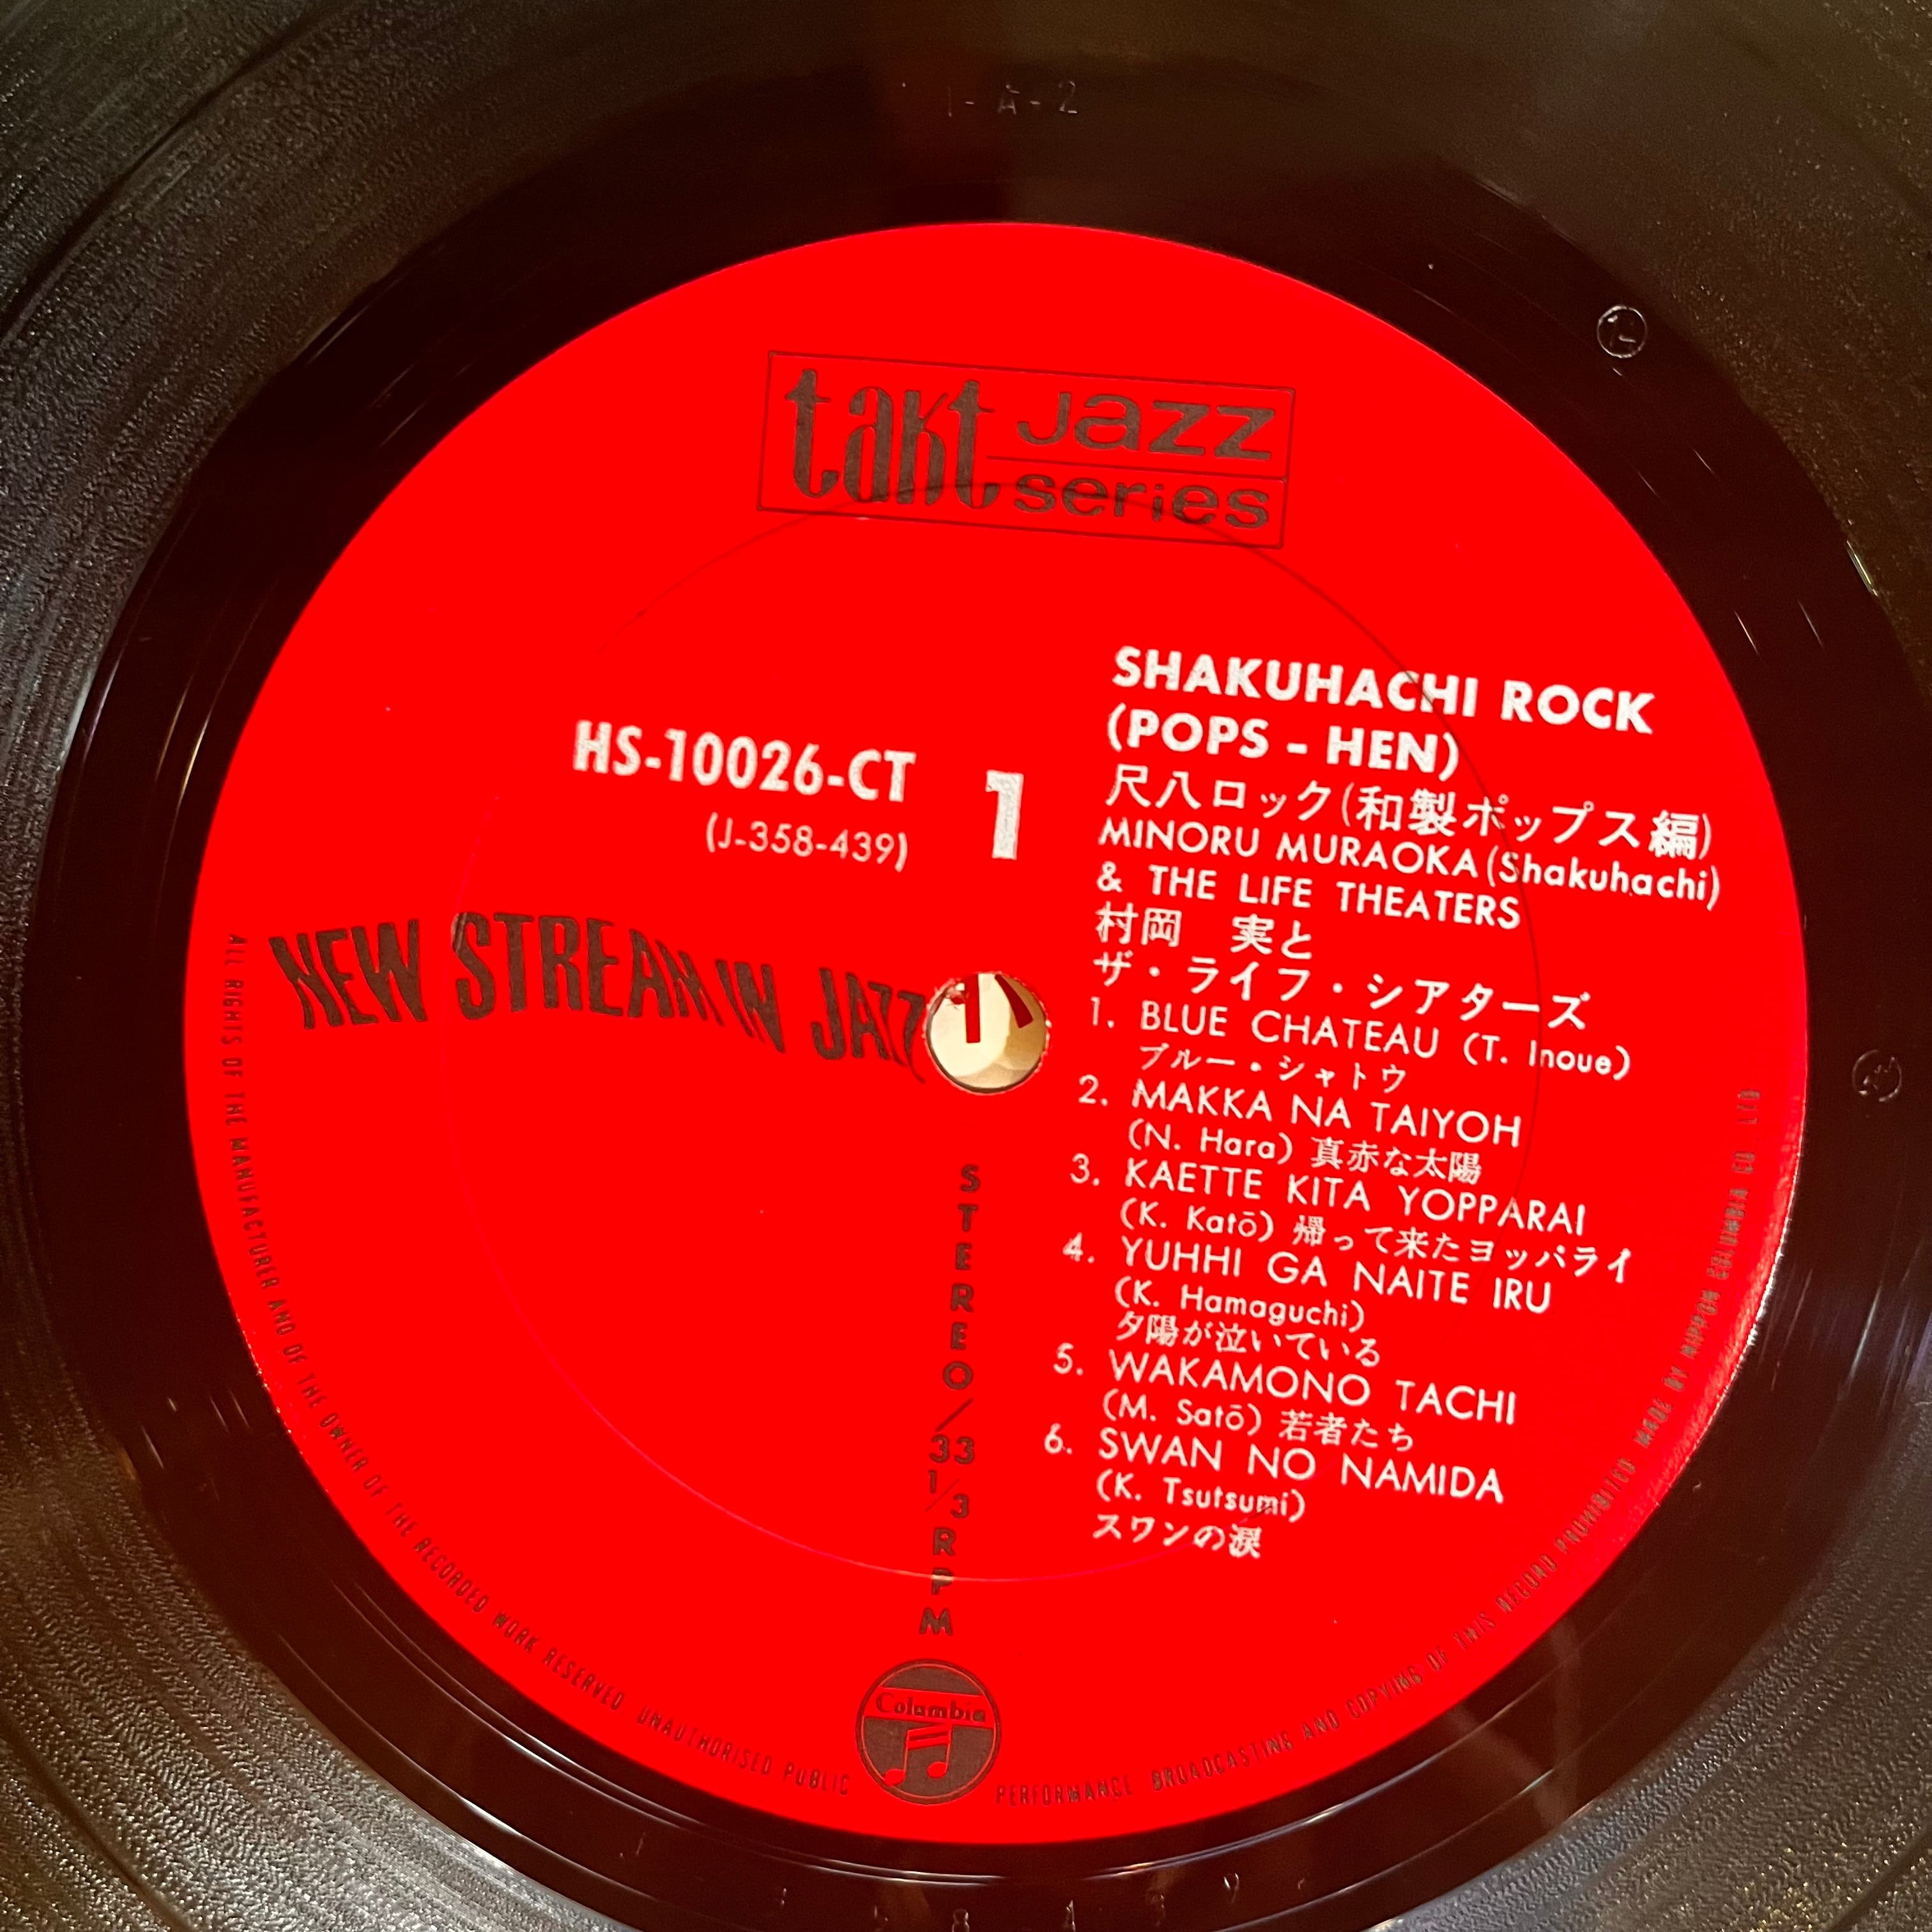 1-A-2
takt jazz
series
SHAKUHACHI ROCK
(POPS - HEN)
尺八ロック(和製ポップス編)
HS-10026-CT
1
(J-358-439)
MINORU MURAOKA (Shakuhachi)
& THE LIFE THEATERS
村岡 実と
ザ・ライフ・シアターズ
NEW STREAM IN JAZZ
1. BLUE CHATEAU (T. Inoue)
ブルー・シャトウ
2. MAKKA NA TAIYOH
(N. Hara) 真赤な太陽
3. KAETTE KITA YOPPARAI
(K. Katō) 帰って来たヨッパライ
4. YUHHI GA NAITE IRU
(K. Hamaguchi)
夕陽が泣いている
5. WAKAMONO TACHI
(M. Satō) 若者たち
6. SWAN NO NAMIDA
(K. Tsutsumi)
スワンの涙
STEREO/33 1/3 RPM
Columbia
ALL RIGHTS OF THE MANUFACTURER AND OF THE OWNER OF THE RECORDED WORK RESERVED UNAUTHORISED PUBLIC PERFORMANCE BROADCASTING AND COPYING OF THIS RECORD PROHIBITED MADE BY NIPPON COLUMBIA CO